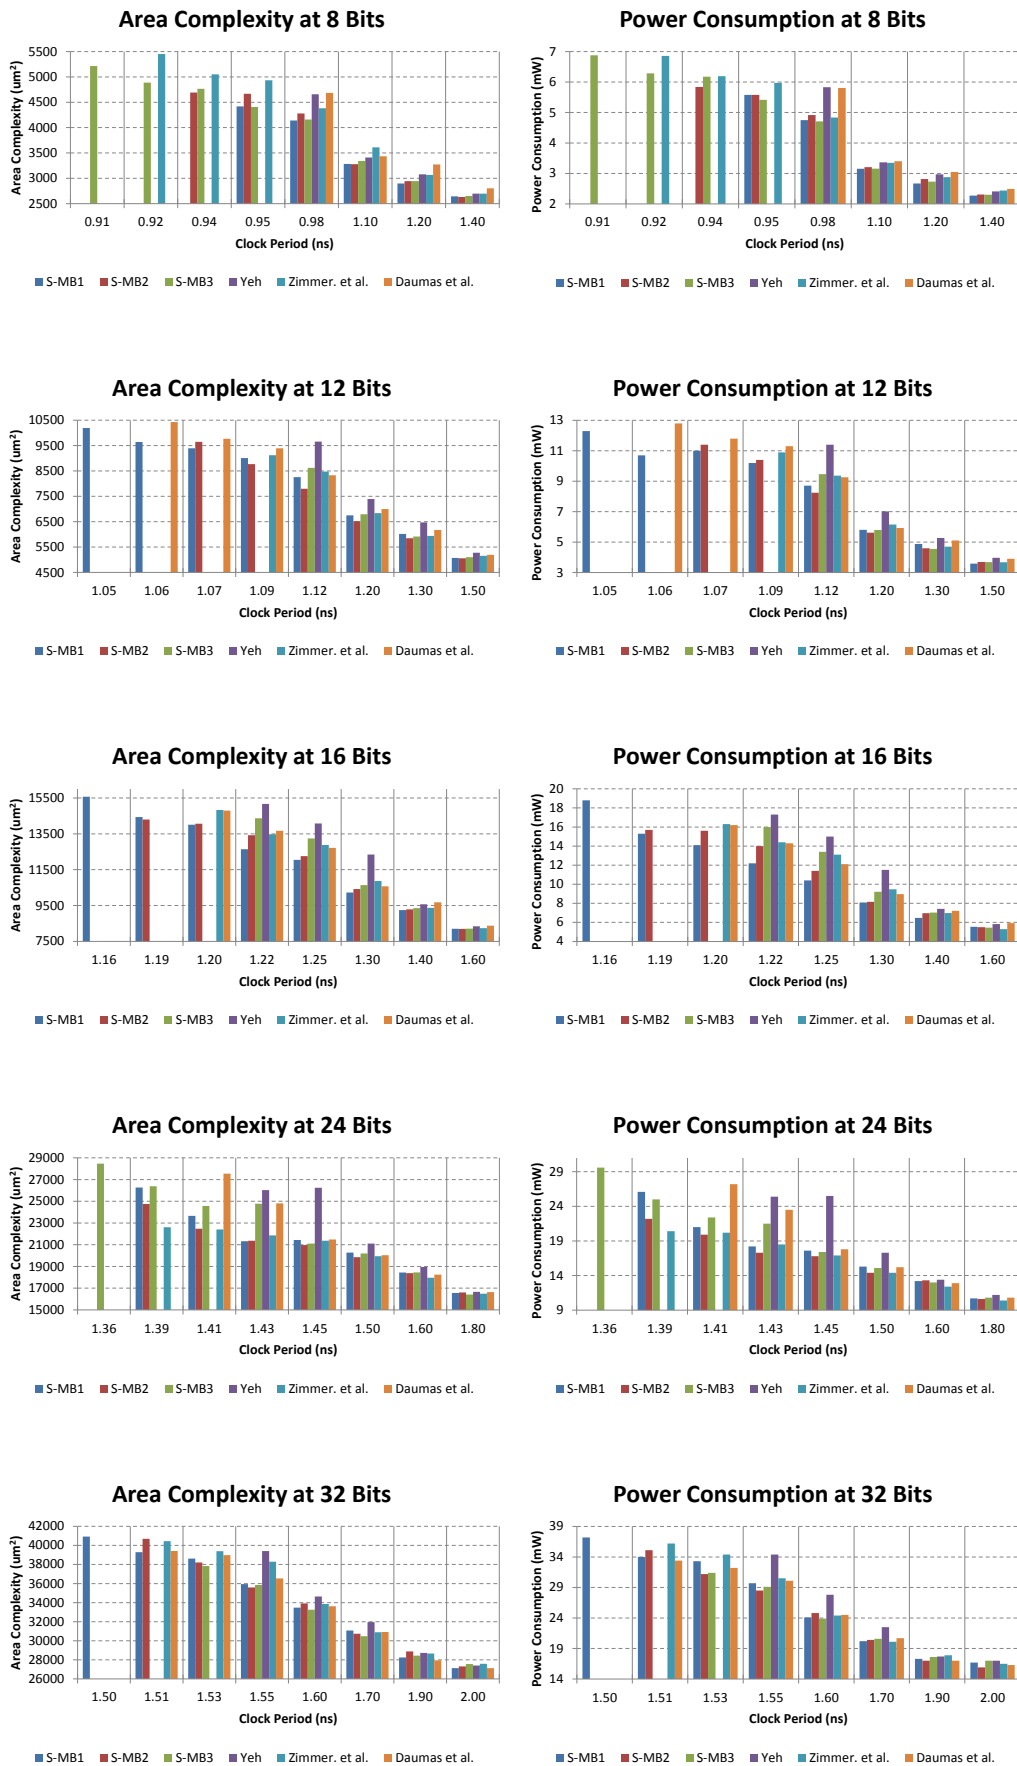 Area Complexity at 8 Bits
Area Complexity (um²)
5500
5000
4500
4000
3500
3000
2500
0.91 0.92 0.94 0.95 0.98 1.10 1.20 1.40
Clock Period (ns)
S-MB1 S-MB2 S-MB3 Yeh Zimmer. et al. Daumas et al.
Power Consumption at 8 Bits
Power Consumption (mW)
7
6
5
4
3
2
0.91 0.92 0.94 0.95 0.98 1.10 1.20 1.40
Clock Period (ns)
S-MB1 S-MB2 S-MB3 Yeh Zimmer. et al. Daumas et al.
Area Complexity at 12 Bits
Area Complexity (um²)
10500
9500
8500
7500
6500
5500
4500
1.05 1.06 1.07 1.09 1.12 1.20 1.30 1.50
Clock Period (ns)
S-MB1 S-MB2 S-MB3 Yeh Zimmer. et al. Daumas et al.
Power Consumption at 12 Bits
Power Consumption (mW)
13
11
9
7
5
3
1.05 1.06 1.07 1.09 1.12 1.20 1.30 1.50
Clock Period (ns)
S-MB1 S-MB2 S-MB3 Yeh Zimmer. et al. Daumas et al.
Area Complexity at 16 Bits
Area Complexity (um²)
15500
13500
11500
9500
7500
1.16 1.19 1.20 1.22 1.25 1.30 1.40 1.60
Clock Period (ns)
S-MB1 S-MB2 S-MB3 Yeh Zimmer. et al. Daumas et al.
Power Consumption at 16 Bits
Power Consumption (mW)
20
18
16
14
12
10
8
6
4
1.16 1.19 1.20 1.22 1.25 1.30 1.40 1.60
Clock Period (ns)
S-MB1 S-MB2 S-MB3 Yeh Zimmer. et al. Daumas et al.
Area Complexity at 24 Bits
Area Complexity (um²)
29000
27000
25000
23000
21000
19000
17000
15000
1.36 1.39 1.41 1.43 1.45 1.50 1.60 1.80
Clock Period (ns)
S-MB1 S-MB2 S-MB3 Yeh Zimmer. et al. Daumas et al.
Power Consumption at 24 Bits
Power Consumption (mW)
29
24
19
14
9
1.36 1.39 1.41 1.43 1.45 1.50 1.60 1.80
Clock Period (ns)
S-MB1 S-MB2 S-MB3 Yeh Zimmer. et al. Daumas et al.
Area Complexity at 32 Bits
Area Complexity (um²)
42000
40000
38000
36000
34000
32000
30000
28000
26000
1.50 1.51 1.53 1.55 1.60 1.70 1.90 2.00
Clock Period (ns)
S-MB1 S-MB2 S-MB3 Yeh Zimmer. et al. Daumas et al.
Power Consumption at 32 Bits
Power Consumption (mW)
39
34
29
24
19
14
1.50 1.51 1.53 1.55 1.60 1.70 1.90 2.00
Clock Period (ns)
S-MB1 S-MB2 S-MB3 Yeh Zimmer. et al. Daumas et al.